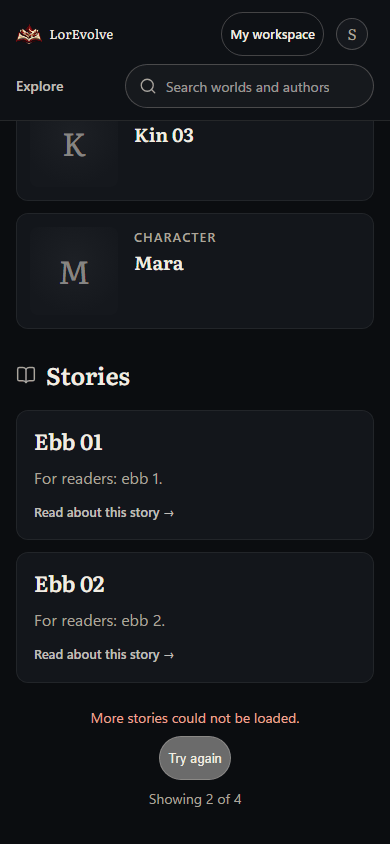 LorEvolve
My workspace
S
Explore
Search worlds and authors
K
Kin 03
M
CHARACTER
Mara
Stories
Ebb 01
For readers: ebb 1.
Read about this story →
Ebb 02
For readers: ebb 2.
Read about this story →
More stories could not be loaded.
Try again
Showing 2 of 4